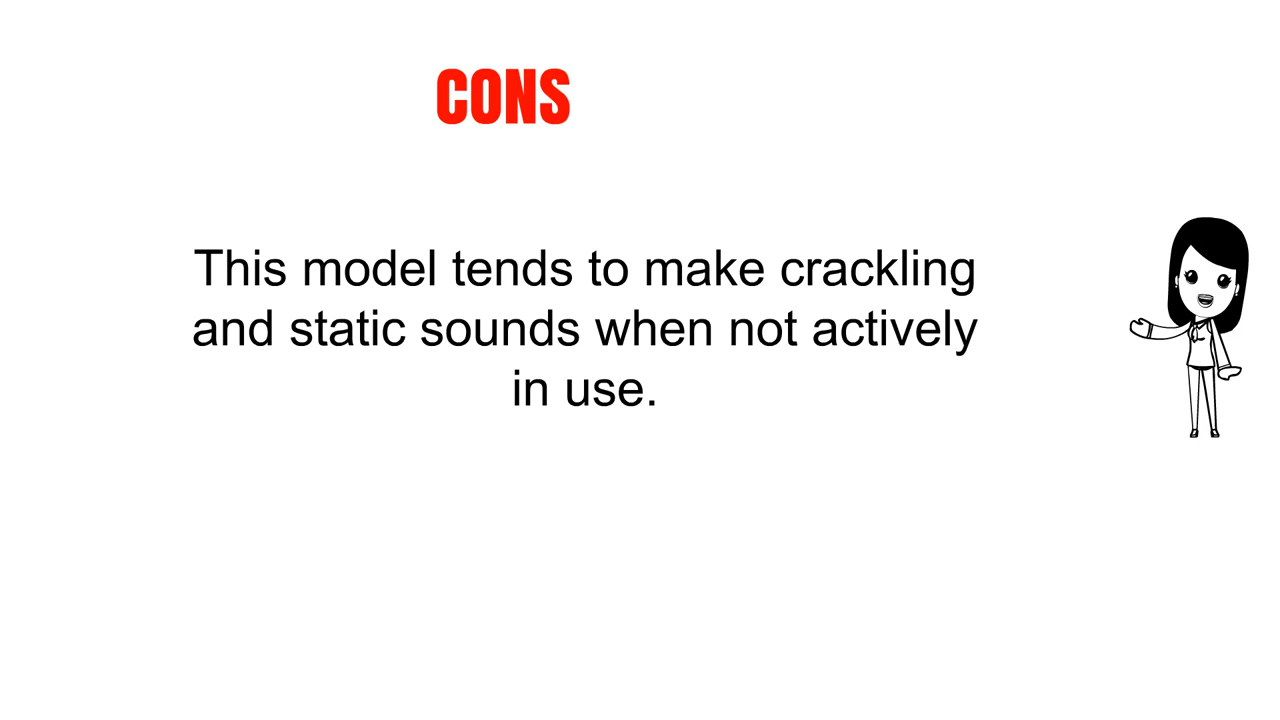 CONS
This model tends to make crackling
and static sounds when not actively
in use.